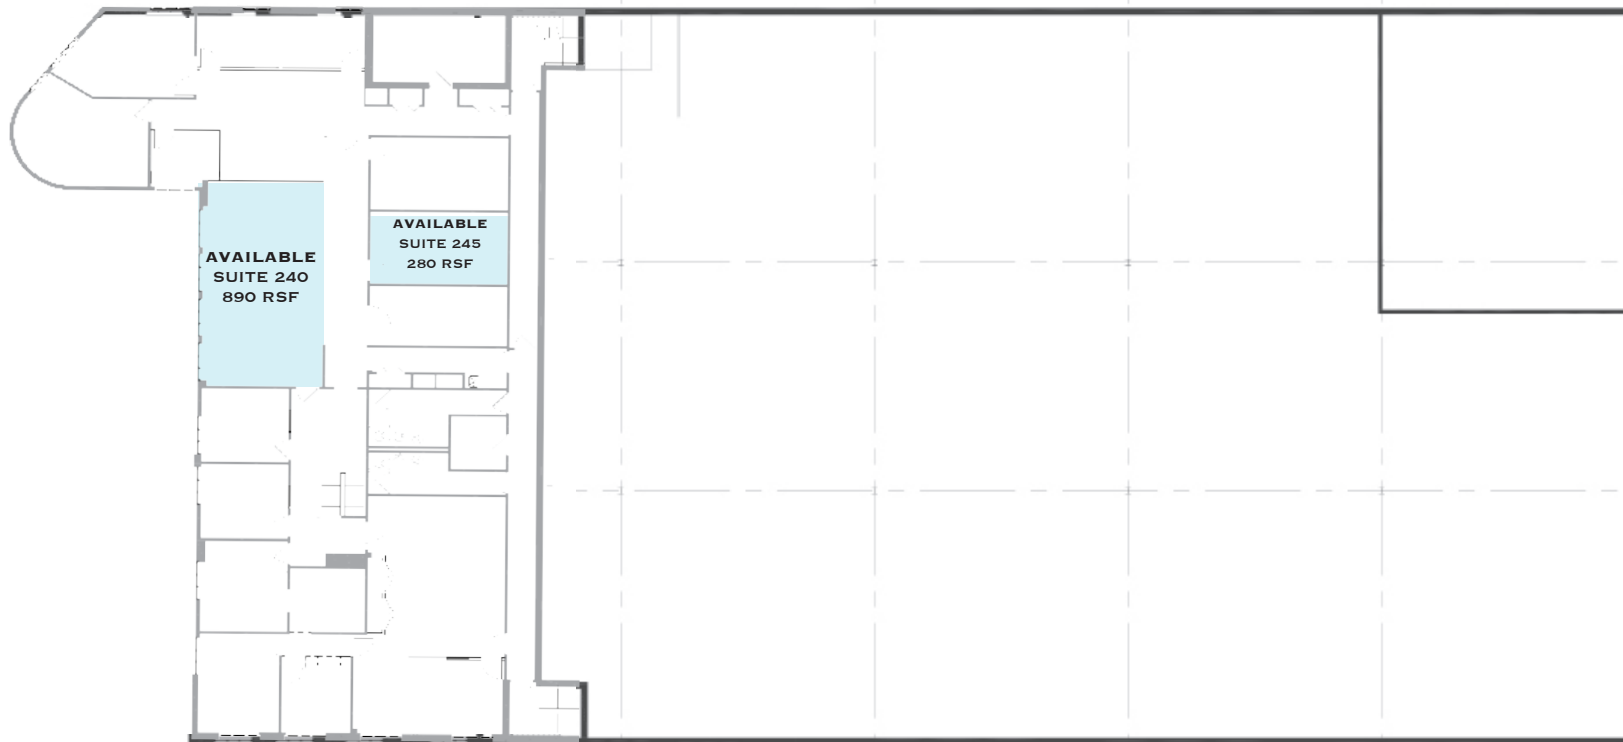 AVAILABLE
SUITE 240
890 RSF
AVAILABLE
SUITE 245
280 RSF